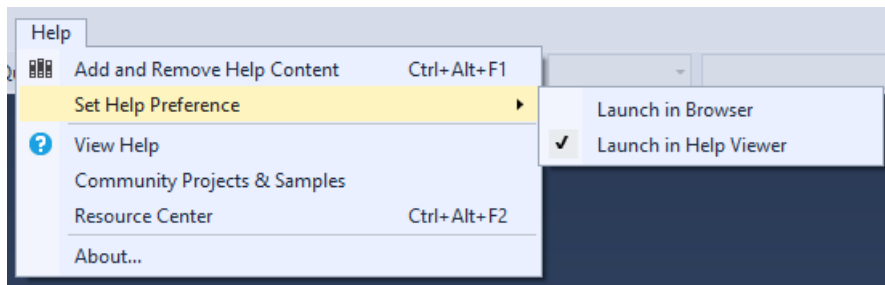 Help
Add and Remove Help Content Ctrl+Alt+F1
Set Help Preference
Launch in Browser
View Help
Launch in Help Viewer
Community Projects & Samples
Resource Center Ctrl+Alt+F2
About...